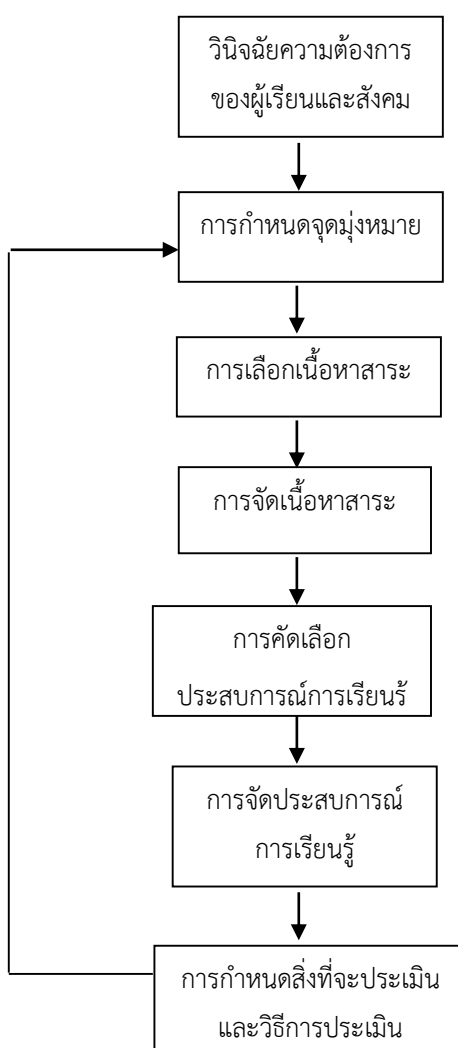 วินิจฉัยความต้องการ
ของผู้เรียนและสังคม
การกำหนดจุดมุ่งหมาย
การเลือกเนื้อหาสาระ
การจัดเนื้อหาสาระ
การคัดเลือก
ประสบการณ์การเรียนรู้
การจัดประสบการณ์
การเรียนรู้
การกำหนดสิ่งที่จะประเมิน
และวิธีการประเมิน